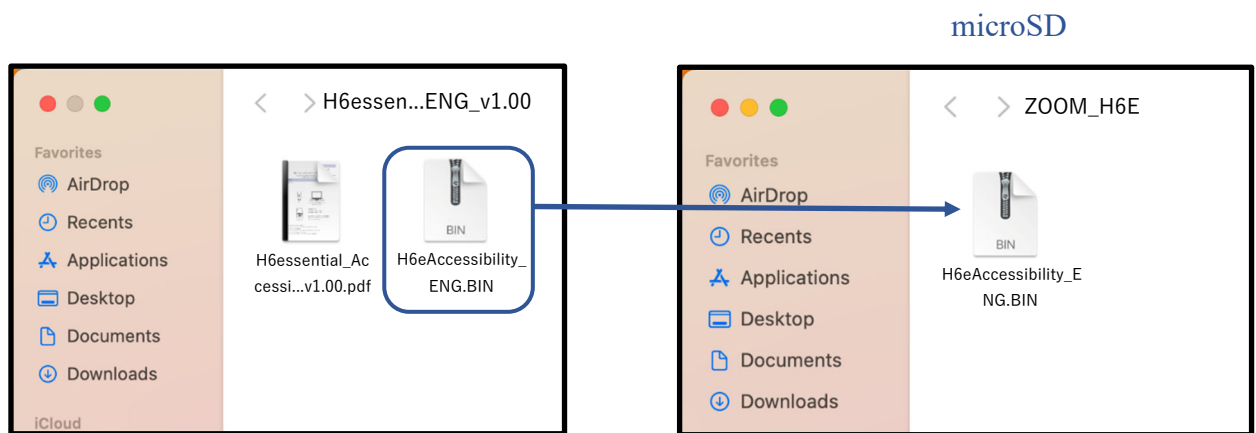 microSD
H6essen...ENG_v1.00
Favorites
AirDrop
Recents
Applications
Desktop
Documents
Downloads
iCloud
H6essential_Ac
cessi...v1.00.pdf
BIN
H6eAccessibility_
ENG.BIN
ZOOM_H6E
Favorites
AirDrop
Recents
Applications
Desktop
Documents
Downloads
BIN
H6eAccessibility_E
NG.BIN